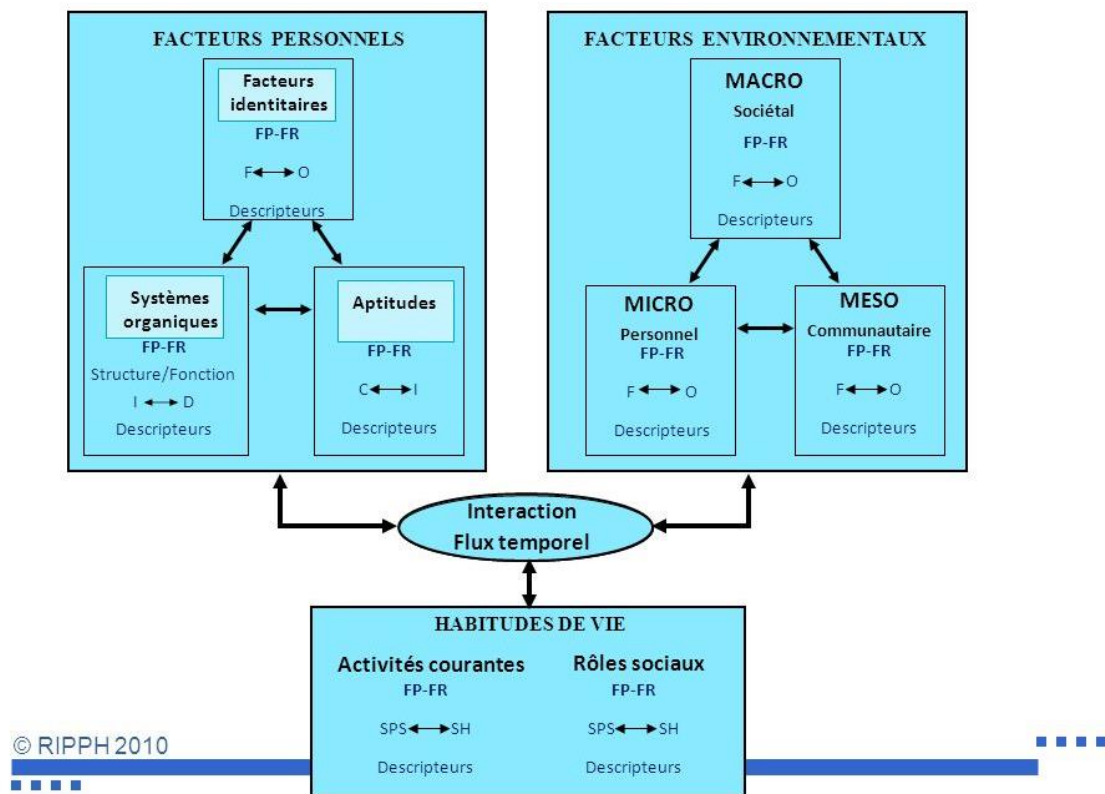 FACTEURS PERSONNELS
Facteurs
identitaires
FP-FR
F O
Descripteurs
Systèmes
organiques
FP-FR
Structure/Fonction
I D
Descripteurs
Aptitudes
FP-FR
C I
Descripteurs
FACTEURS ENVIRONNEMENTAUX
MACRO
Sociétal
FP-FR
F O
Descripteurs
MICRO
Personnel
FP-FR
F O
Descripteurs
MESO
Communautaire
FP-FR
F O
Descripteurs
Interaction
Flux temporel
HABITUDES DE VIE
Activités courantes
FP-FR
SPS SH
Descripteurs
Rôles sociaux
FP-FR
SPS SH
Descripteurs
© RIPPH 2010